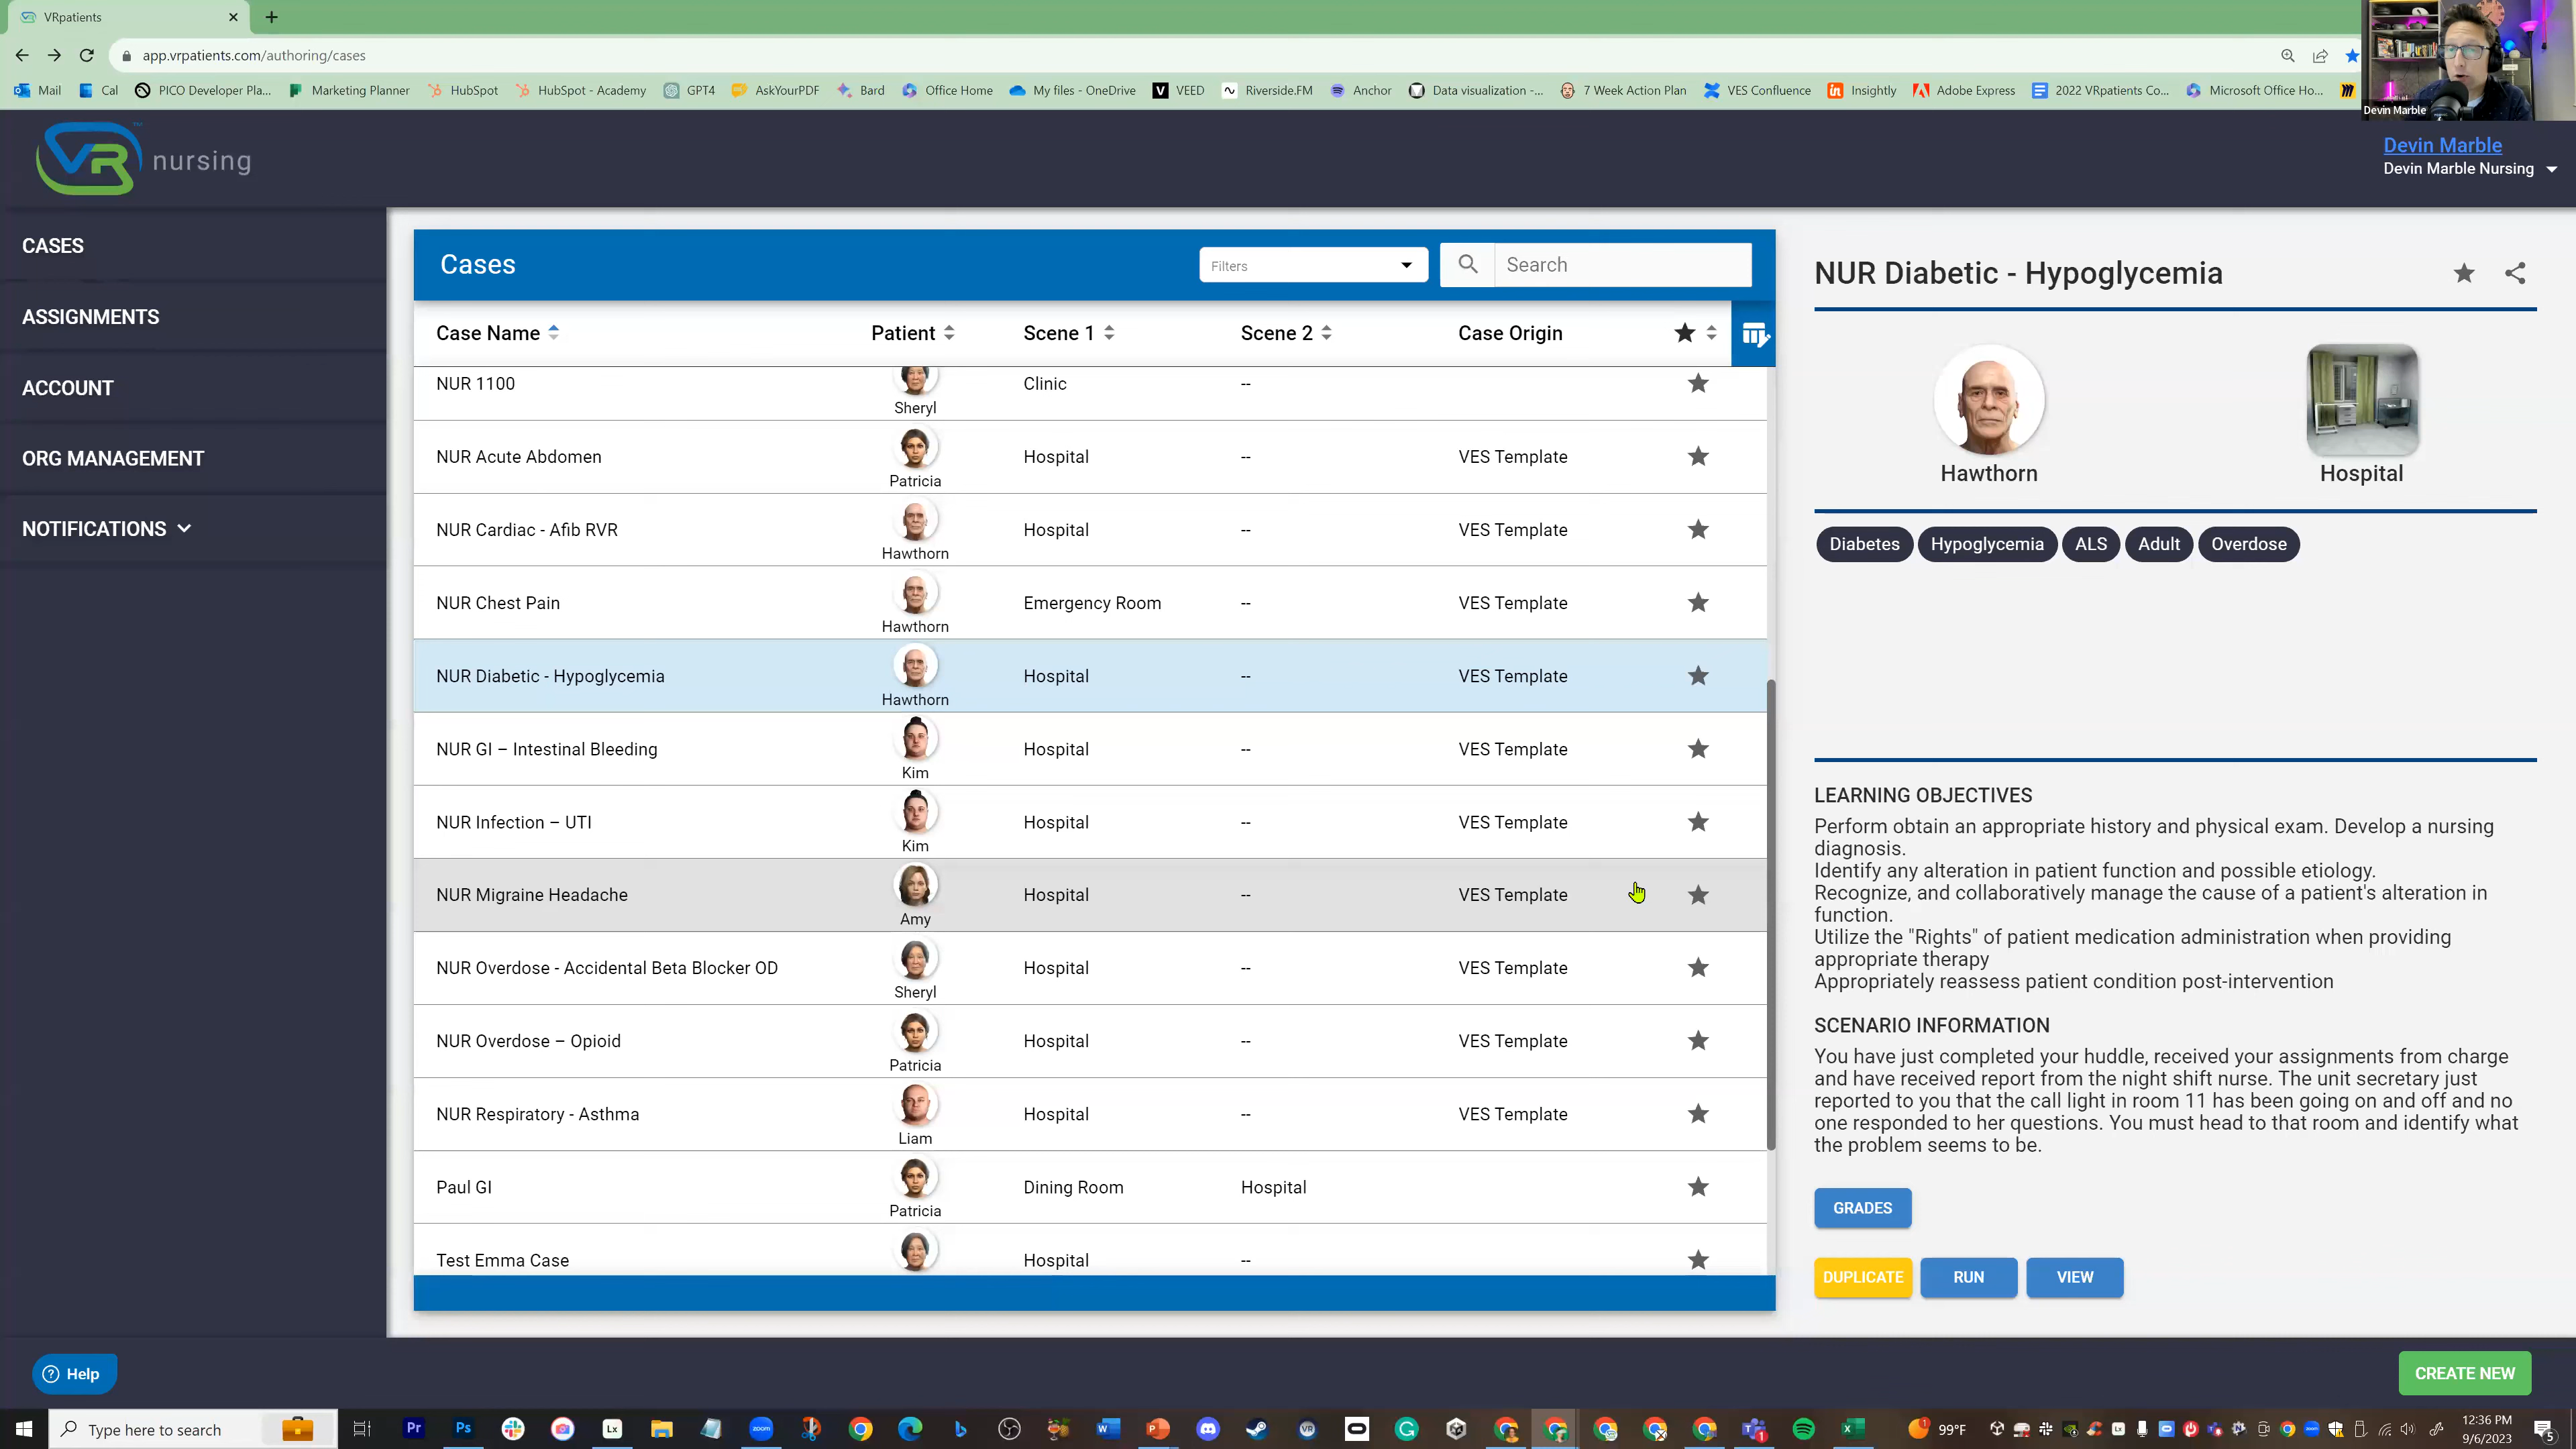 VRpatients
app.vrpatients.com/authoring/cases
Mail Cal PICO Developer Pla... Marketing Planner HubSpot HubSpot - Academy GPT4 AskYourPDF Bard Office Home My files - OneDrive VEED Riverside.FM Anchor Data visualization -... 7 Week Action Plan VES Confluence Insightly Adobe Express 2022 VRpatients Co... Microsoft Office Ho...
Devin Marble
VR nursing
Devin Marble
Devin Marble Nursing
CASES
ASSIGNMENTS
ACCOUNT
ORG MANAGEMENT
NOTIFICATIONS
Cases Filters Search
Case Name Patient Scene 1 Scene 2 Case Origin
NUR 1100 Sheryl Clinic --
NUR Acute Abdomen Patricia Hospital -- VES Template
NUR Cardiac - Afib RVR Hawthorn Hospital -- VES Template
NUR Chest Pain Hawthorn Emergency Room -- VES Template
NUR Diabetic - Hypoglycemia Hawthorn Hospital -- VES Template
NUR GI – Intestinal Bleeding Kim Hospital -- VES Template
NUR Infection – UTI Kim Hospital -- VES Template
NUR Migraine Headache Amy Hospital -- VES Template
NUR Overdose - Accidental Beta Blocker OD Sheryl Hospital -- VES Template
NUR Overdose – Opioid Patricia Hospital -- VES Template
NUR Respiratory - Asthma Liam Hospital -- VES Template
Paul GI Patricia Dining Room Hospital
Test Emma Case Hospital --
NUR Diabetic - Hypoglycemia
Hawthorn Hospital
Diabetes Hypoglycemia ALS Adult Overdose
LEARNING OBJECTIVES
Perform obtain an appropriate history and physical exam. Develop a nursing
diagnosis.
Identify any alteration in patient function and possible etiology.
Recognize, and collaboratively manage the cause of a patient's alteration in
function.
Utilize the "Rights" of patient medication administration when providing
appropriate therapy
Appropriately reassess patient condition post-intervention
SCENARIO INFORMATION
You have just completed your huddle, received your assignments from charge
and have received report from the night shift nurse. The unit secretary just
reported to you that the call light in room 11 has been going on and off and no
one responded to her questions. You must head to that room and identify what
the problem seems to be.
GRADES
DUPLICATE RUN VIEW
Help
CREATE NEW
Type here to search
Pr Ps Lx zoom
99°F
12:36 PM
9/6/2023
5